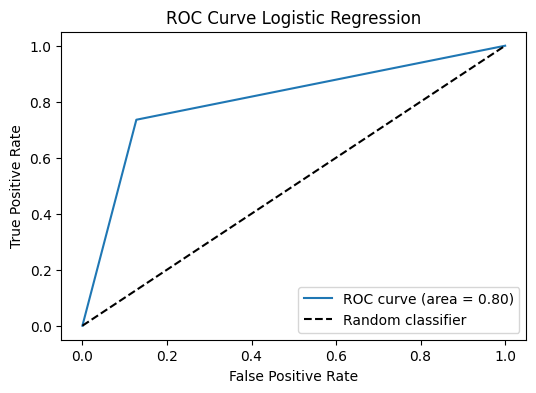 ROC Curve Logistic Regression
True Positive Rate
1.0
0.8
0.6
0.4
0.2
0.0
ROC curve (area = 0.80)
Random classifier
0.0 0.2 0.4 0.6 0.8 1.0
False Positive Rate